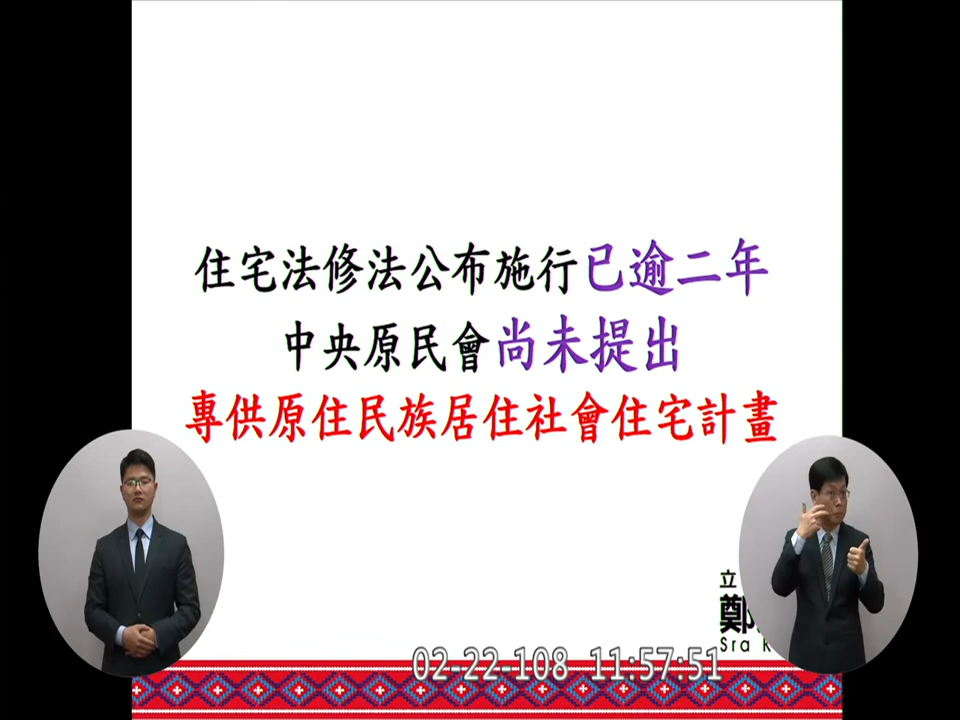 住宅法修法公布施行已逾二年
中央原民會尚未提出
專供原住民族居住社會住宅計畫
立
鄭
Sra K
02-22-108 11:57:51